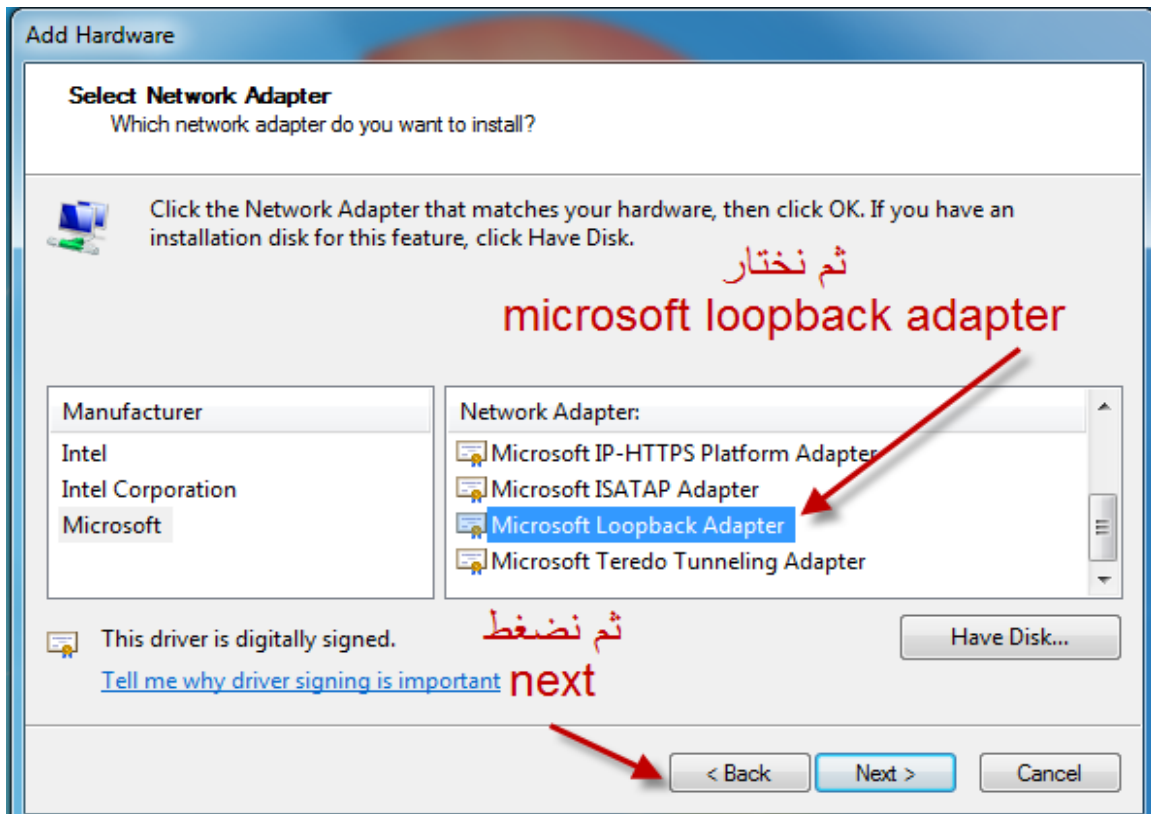 Add Hardware
Select Network Adapter
Which network adapter do you want to install?
Click the Network Adapter that matches your hardware, then click OK. If you have an
installation disk for this feature, click Have Disk.
ثم نختار
microsoft loopback adapter
Manufacturer
Intel
Intel Corporation
Microsoft
Network Adapter:
Microsoft IP-HTTPS Platform Adapter
Microsoft ISATAP Adapter
Microsoft Loopback Adapter
Microsoft Teredo Tunneling Adapter
This driver is digitally signed.
Tell me why driver signing is important
ثم نضغط
next
Have Disk...
< Back
Next >
Cancel